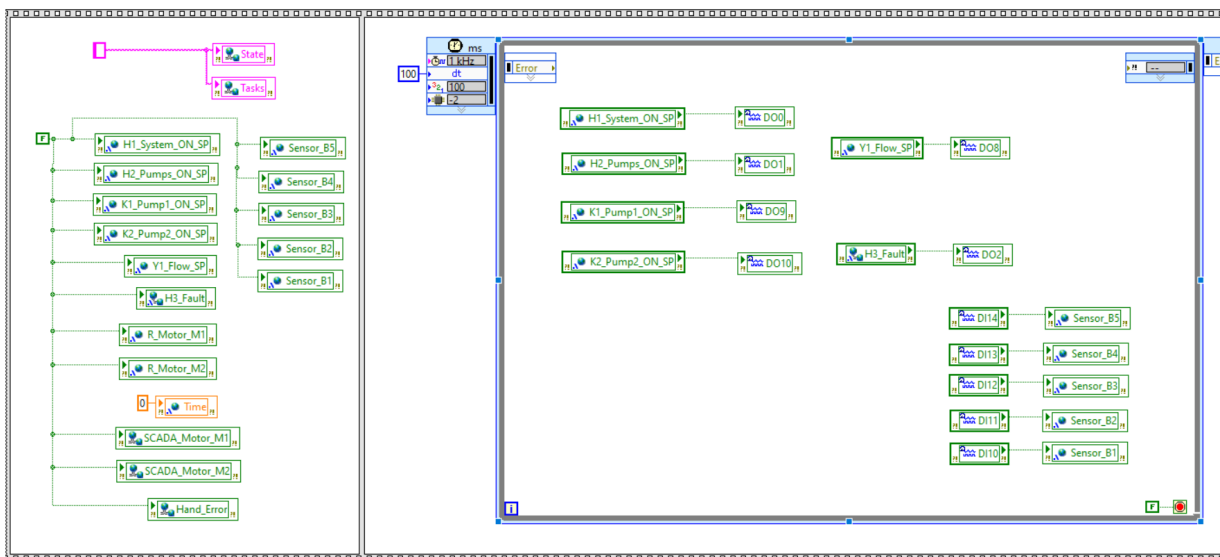 State
Tasks
F
H1_System_ON_SP
H2_Pumps_ON_SP
K1_Pump1_ON_SP
K2_Pump2_ON_SP
Y1_Flow_SP
H3_Fault
R_Motor_M1
R_Motor_M2
0
Time
SCADA_Motor_M1
SCADA_Motor_M2
Hand_Error
Sensor_B5
Sensor_B4
Sensor_B3
Sensor_B2
Sensor_B1
100
ms
1 kHz
dt
100
-2
Error
--
E
H1_System_ON_SP DO0
H2_Pumps_ON_SP DO1
K1_Pump1_ON_SP DO9
K2_Pump2_ON_SP DO10
Y1_Flow_SP DO8
H3_Fault DO2
DI14 Sensor_B5
DI13 Sensor_B4
DI12 Sensor_B3
DI11 Sensor_B2
DI10 Sensor_B1
i
F